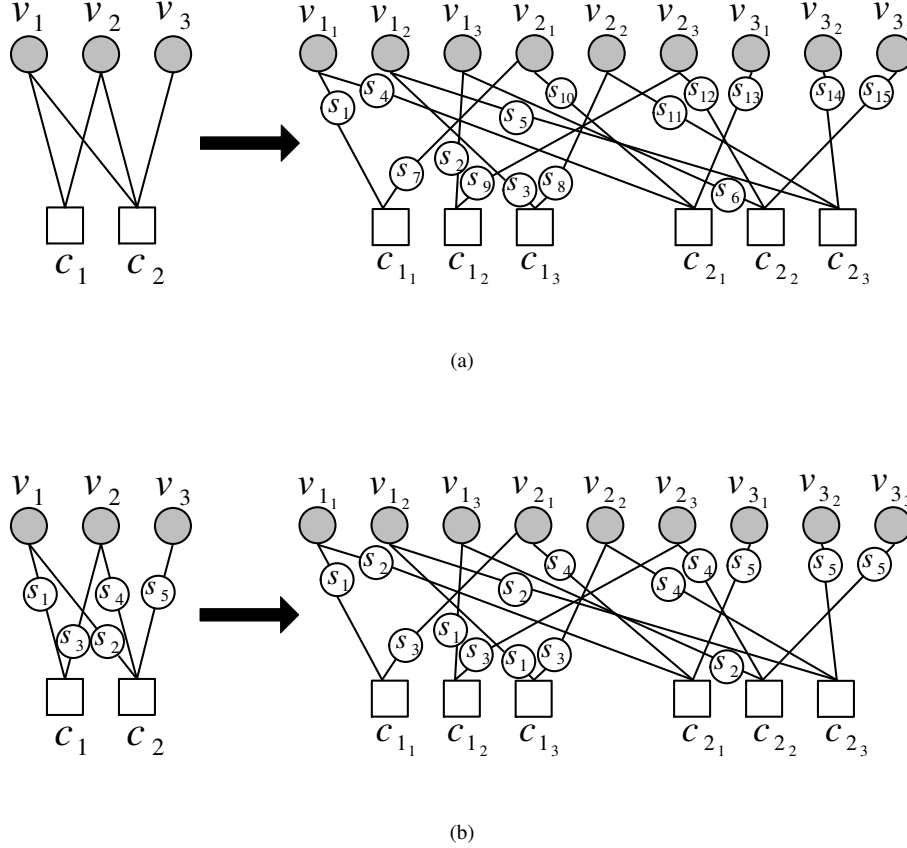 v₁ v₂ v₃ v₁₁ v₁₂ v₁₃ v₂₁ v₂₂ v₂₃ v₃₁ v₃₂ v₃
s₁ s₄ s₅ s₁₀ s₁₁ s₁₂ s₁₃ s₁₄ s₁₅
s₇ s₂ s₉ s₃ s₈ s₆
c₁ c₂ c₁₁ c₁₂ c₁₃ c₂₁ c₂₂ c₂₃
(a)
v₁ v₂ v₃ v₁₁ v₁₂ v₁₃ v₂₁ v₂₂ v₂₃ v₃₁ v₃₂ v₃₃
s₁ s₄ s₅ s₁ s₂ s₂ s₄ s₄ s₄ s₅ s₅ s₅
s₃ s₂ s₃ s₁ s₃ s₁ s₃ s₂
c₁ c₂ c₁₁ c₁₂ c₁₃ c₂₁ c₂₂ c₂₃
(b)